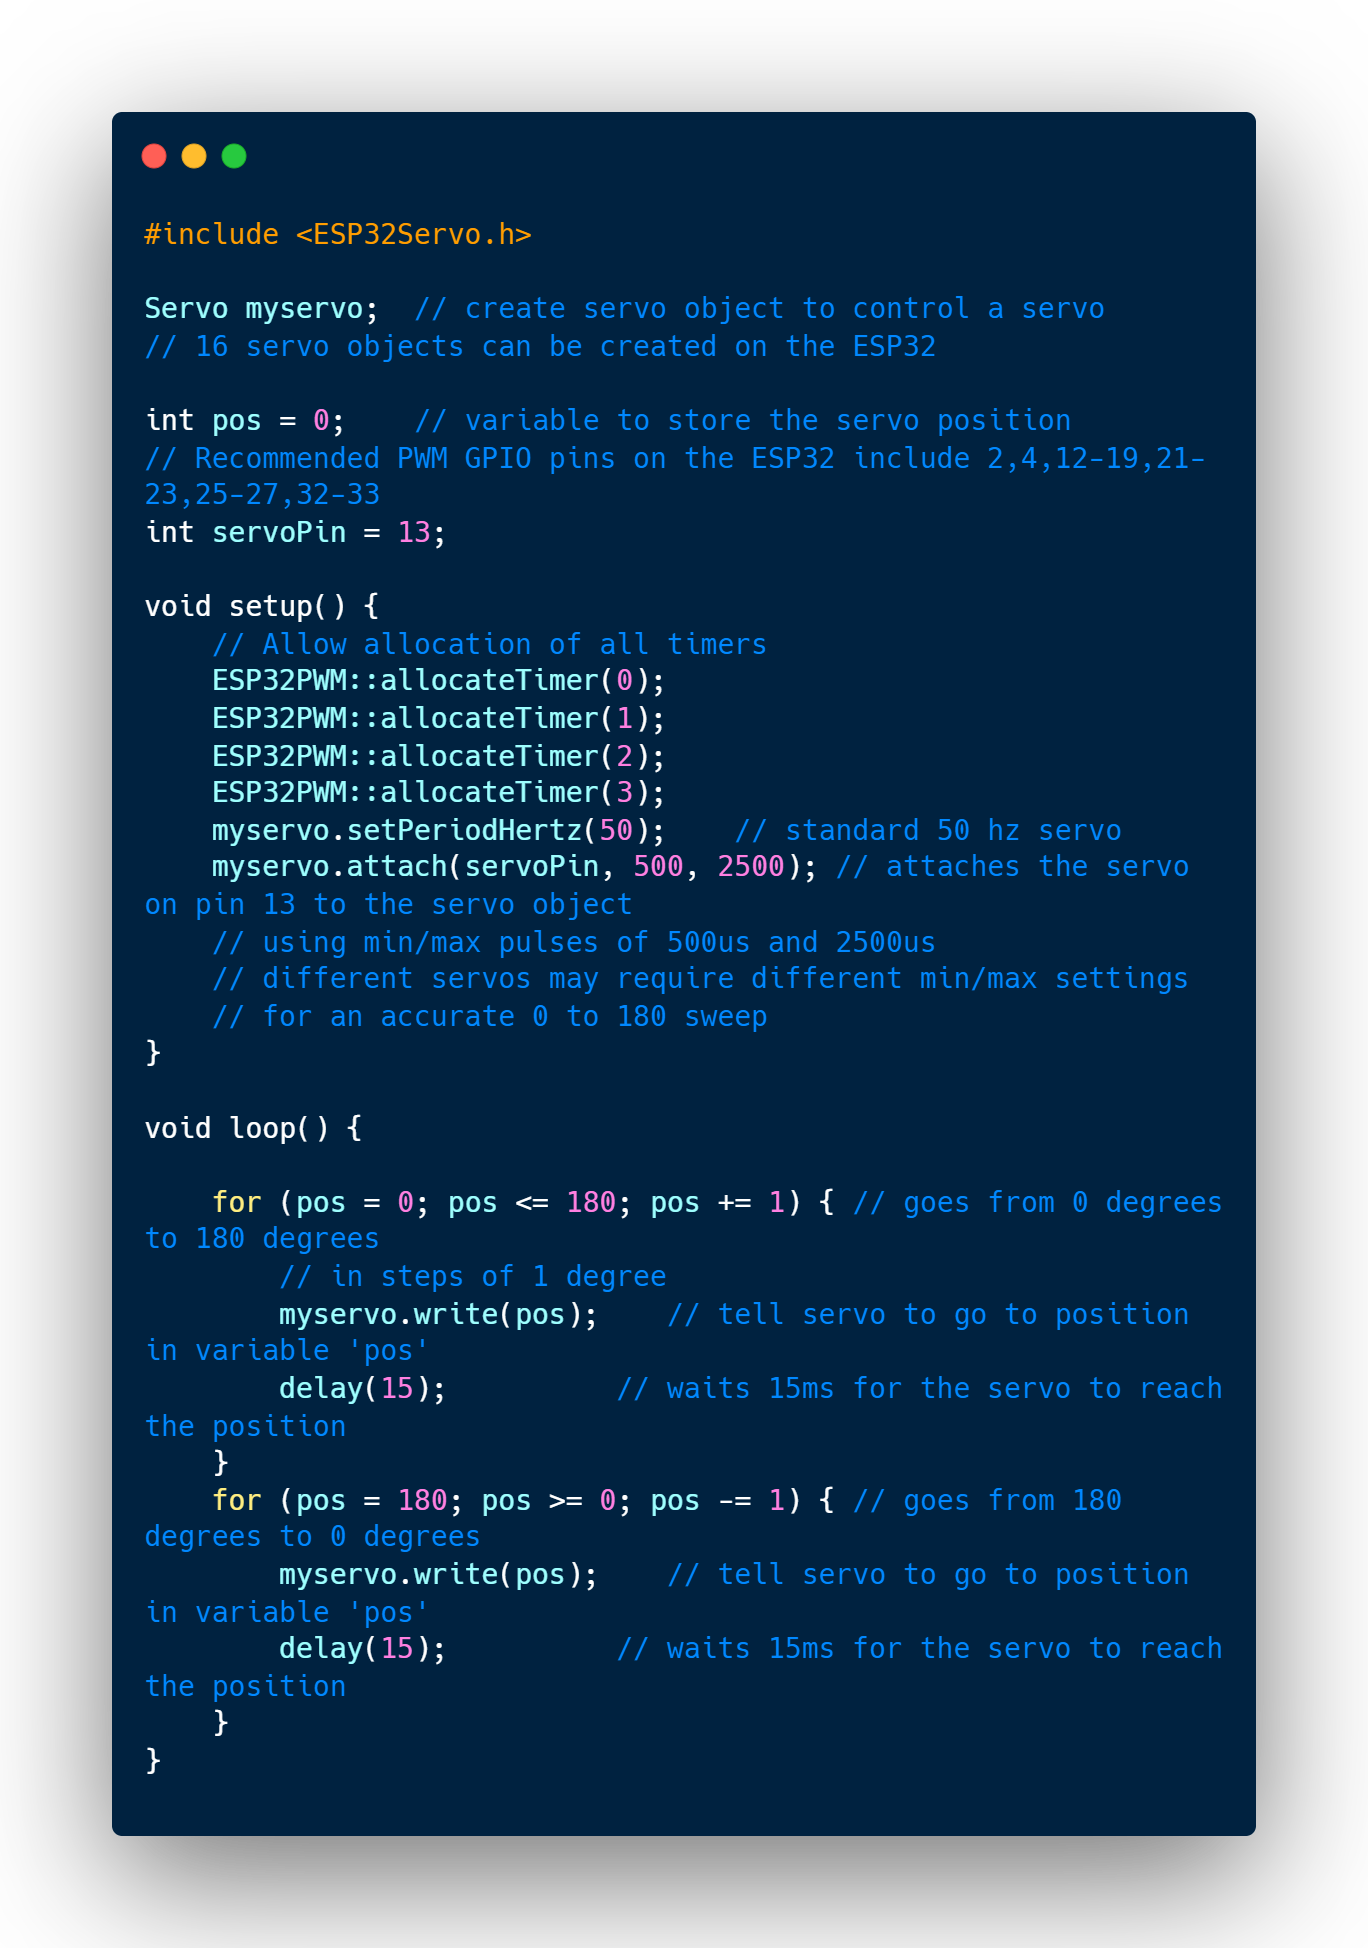 #include <ESP32Servo.h>
Servo myservo;  // create servo object to control a servo
// 16 servo objects can be created on the ESP32
int pos = 0;    // variable to store the servo position
// Recommended PWM GPIO pins on the ESP32 include 2,4,12-19,21-
23,25-27,32-33
int servoPin = 13;
void setup() {
    // Allow allocation of all timers
    ESP32PWM::allocateTimer(0);
    ESP32PWM::allocateTimer(1);
    ESP32PWM::allocateTimer(2);
    ESP32PWM::allocateTimer(3);
    myservo.setPeriodHertz(50);    // standard 50 hz servo
    myservo.attach(servoPin, 500, 2500); // attaches the servo
on pin 13 to the servo object
    // using min/max pulses of 500us and 2500us
    // different servos may require different min/max settings
    // for an accurate 0 to 180 sweep
}
void loop() {
    for (pos = 0; pos <= 180; pos += 1) { // goes from 0 degrees
to 180 degrees
        // in steps of 1 degree
        myservo.write(pos);    // tell servo to go to position
in variable 'pos'
        delay(15);          // waits 15ms for the servo to reach
the position
    }
    for (pos = 180; pos >= 0; pos -= 1) { // goes from 180
degrees to 0 degrees
        myservo.write(pos);    // tell servo to go to position
in variable 'pos'
        delay(15);          // waits 15ms for the servo to reach
the position
    }
}